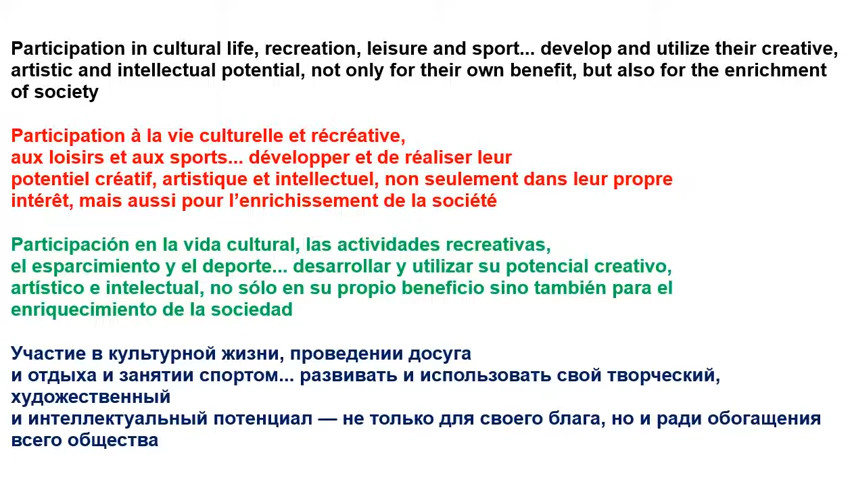 Participation in cultural life, recreation, leisure and sport... develop and utilize their creative,
artistic and intellectual potential, not only for their own benefit, but also for the enrichment
of society
Participation à la vie culturelle et récréative,
aux loisirs et aux sports... développer et de réaliser leur
potentiel créatif, artistique et intellectuel, non seulement dans leur propre
intérêt, mais aussi pour l’enrichissement de la société
Participación en la vida cultural, las actividades recreativas,
el esparcimiento y el deporte... desarrollar y utilizar su potencial creativo,
artístico e intelectual, no sólo en su propio beneficio sino también para el
enriquecimiento de la sociedad
Участие в культурной жизни, проведении досуга
и отдыха и занятии спортом... развивать и использовать свой творческий,
художественный
и интеллектуальный потенциал — не только для своего блага, но и ради обогащения
всего общества